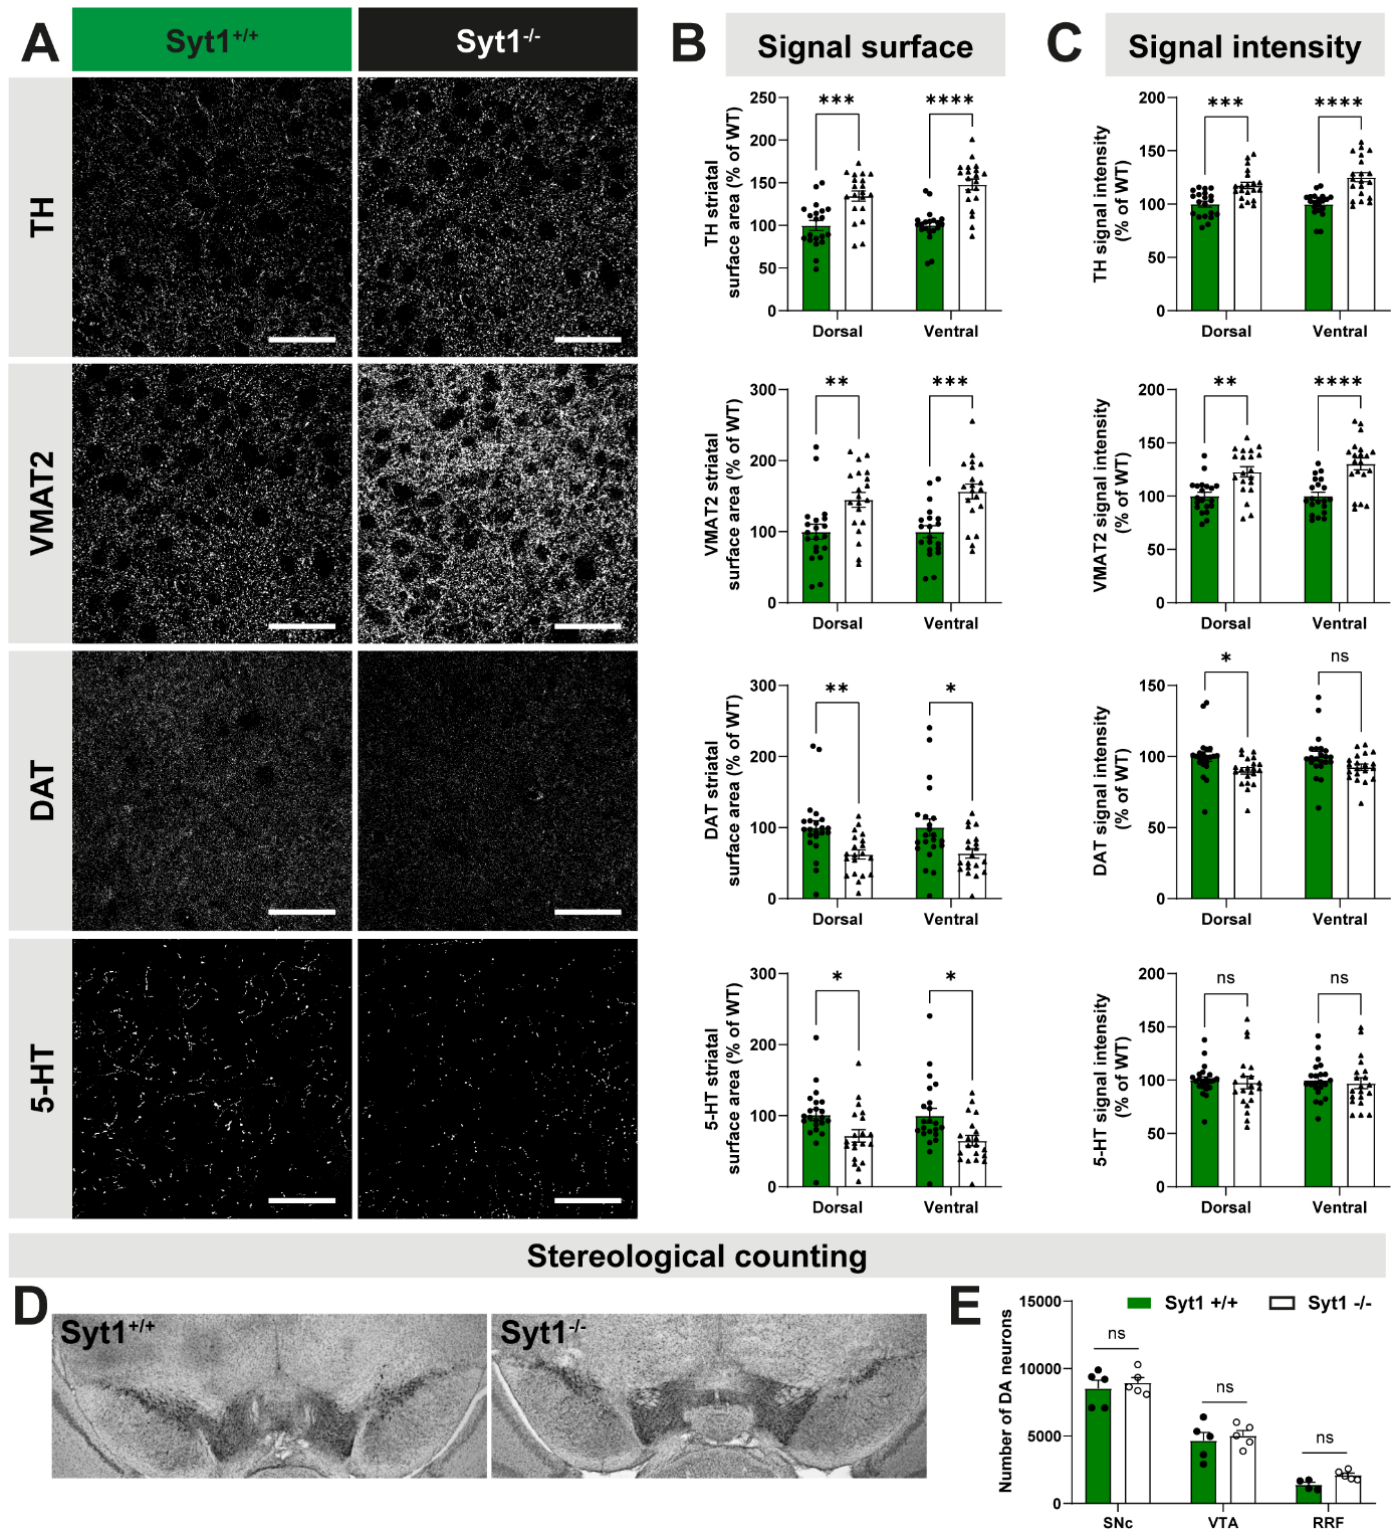 A
Syt1+/+
Syt1-/-
TH
VMAT2
DAT
5-HT
B
Signal surface
TH striatal
surface area (% of WT)
250
200
150
100
50
0
***
****
Dorsal
Ventral
VMAT2 striatal
surface area (% of WT)
300
200
100
0
**
***
Dorsal
Ventral
DAT striatal
surface area (% of WT)
300
200
100
0
**
*
Dorsal
Ventral
5-HT striatal
surface area (% of WT)
300
200
100
0
*
*
Dorsal
Ventral
C
Signal intensity
TH signal intensity
(% of WT)
200
150
100
50
0
***
****
Dorsal
Ventral
VMAT2 signal intensity
(% of WT)
200
150
100
50
0
**
****
Dorsal
Ventral
DAT signal intensity
(% of WT)
150
100
50
0
*
ns
Dorsal
Ventral
5-HT signal intensity
(% of WT)
200
150
100
50
0
ns
ns
Dorsal
Ventral
Stereological counting
D
Syt1+/+
Syt1-/-
E
Number of DA neurons
15000
10000
5000
0
Syt1 +/+
Syt1 -/-
ns
ns
ns
SNc
VTA
RRF